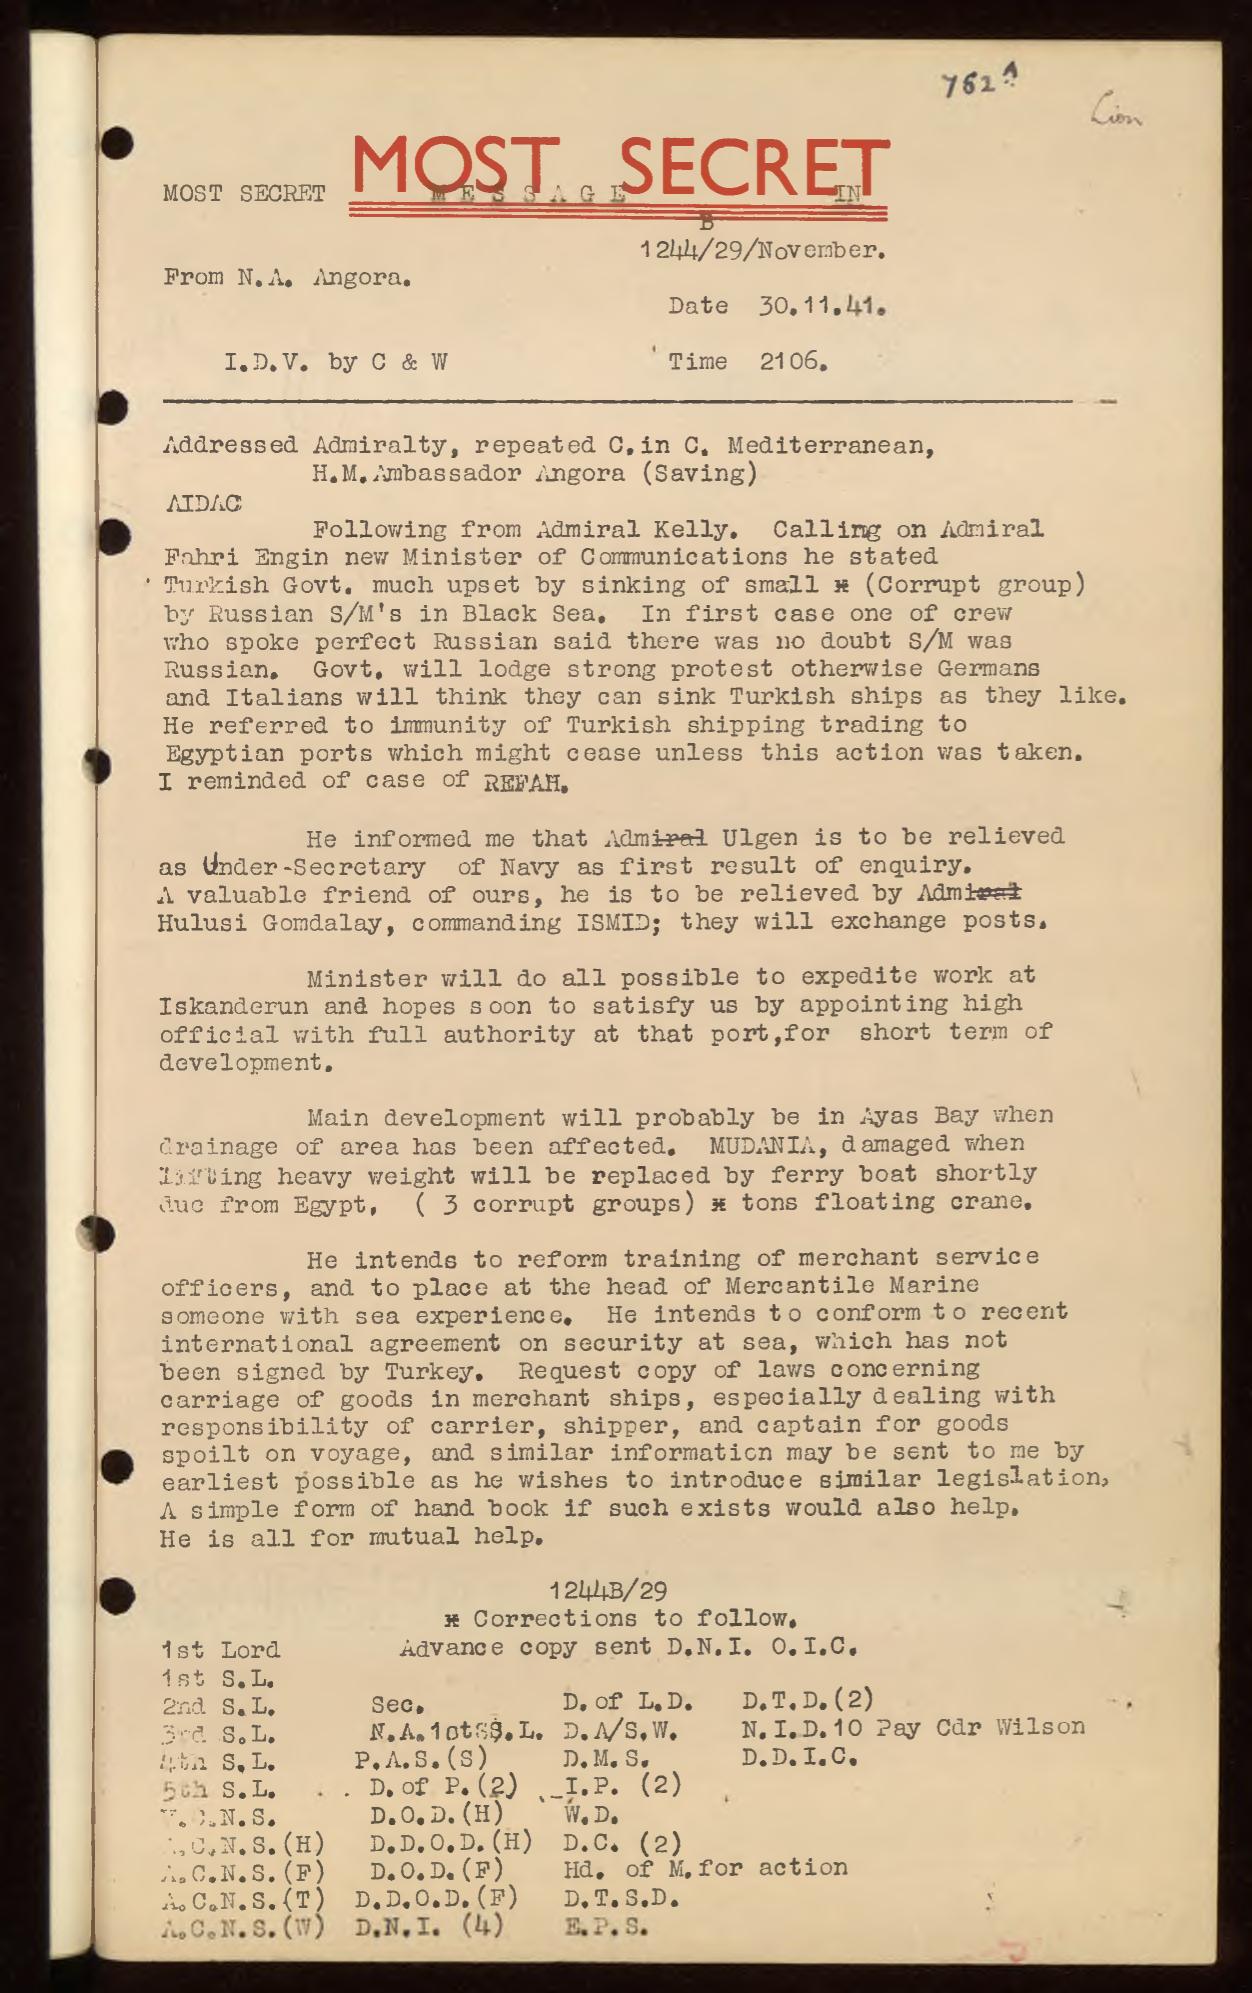 762A
Lion
MOST SECRET
MOST SECRET MESSAGE IN
B
1244/29/November.
From N.A. Angora.
Date 30.11.41.
I.D.V. by C & W Time 2106.
Addressed Admiralty, repeated C.in C. Mediterranean,
H.M.Ambassador Angora (Saving)
AIDAC
Following from Admiral Kelly. Calling on Admiral
Fahri Engin new Minister of Communications he stated
Turkish Govt. much upset by sinking of small * (Corrupt group)
by Russian S/M's in Black Sea. In first case one of crew
who spoke perfect Russian said there was no doubt S/M was
Russian. Govt. will lodge strong protest otherwise Germans
and Italians will think they can sink Turkish ships as they like.
He referred to immunity of Turkish shipping trading to
Egyptian ports which might cease unless this action was taken.
I reminded of case of REFAH.
He informed me that Admiral Ulgen is to be relieved
as Under-Secretary of Navy as first result of enquiry.
A valuable friend of ours, he is to be relieved by Admiral
Hulusi Gomdalay, commanding ISMID; they will exchange posts.
Minister will do all possible to expedite work at
Iskanderun and hopes soon to satisfy us by appointing high
official with full authority at that port,for short term of
development.
Main development will probably be in Ayas Bay when
drainage of area has been affected. MUDANIA, damaged when
lifting heavy weight will be replaced by ferry boat shortly
due from Egypt. ( 3 corrupt groups) * tons floating crane.
He intends to reform training of merchant service
officers, and to place at the head of Mercantile Marine
someone with sea experience. He intends to conform to recent
international agreement on security at sea, which has not
been signed by Turkey. Request copy of laws concerning
carriage of goods in merchant ships, especially dealing with
responsibility of carrier, shipper, and captain for goods
spoilt on voyage, and similar information may be sent to me by
earliest possible as he wishes to introduce similar legislation,
A simple form of hand book if such exists would also help.
He is all for mutual help.
1244B/29
* Corrections to follow.
1st Lord Advance copy sent D.N.I. O.I.C.
1st S.L.
2nd S.L. Sec. D. of L.D. D.T.D.(2)
3rd S.L. N.A.1stS.L. D.A/S.W. N.I.D.10 Pay Cdr Wilson
4th S.L. P.A.S.(S) D.M.S. D.D.I.C.
5th S.L. D. of P.(2) I.P. (2)
V.C.N.S. D.O.D.(H) W.D.
A.C.N.S.(H) D.D.O.D.(H) D.C. (2)
A.C.N.S.(F) D.O.D.(F) Hd. of M.for action
A.C.N.S.(T) D.D.O.D.(F) D.T.S.D.
A.C.N.S.(W) D.N.I. (4) E.P.S.